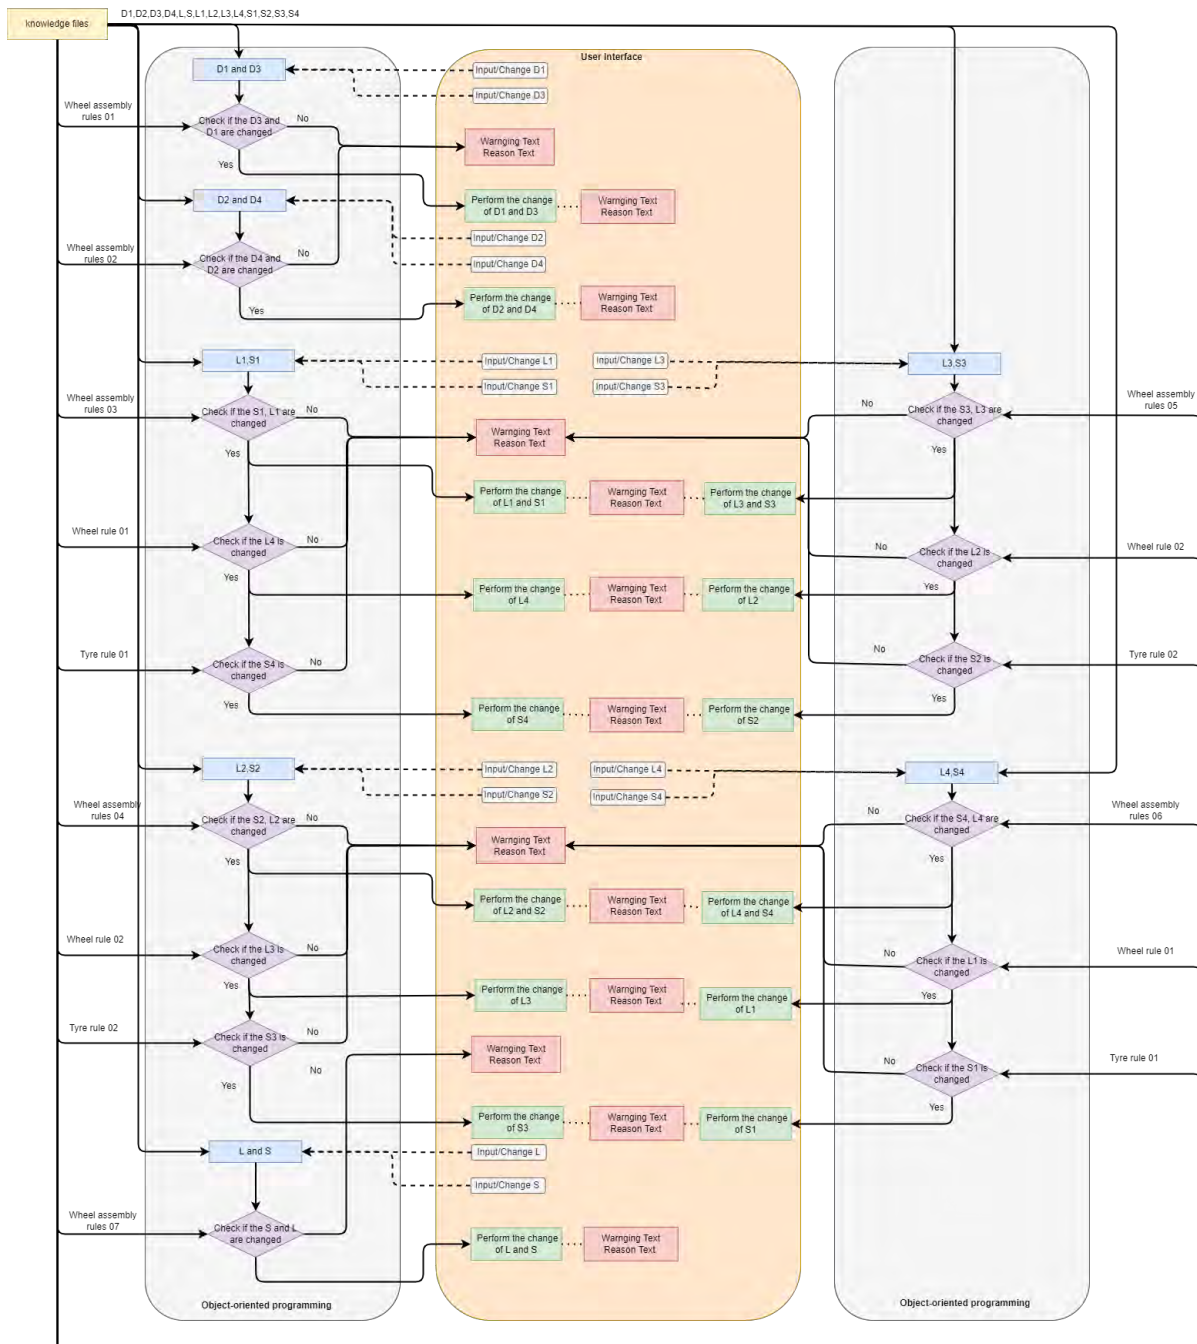 knowledge files
D1,D2,D3,D4,L,S,L1,L2,L3,L4,S1,S2,S3,S4
User interface
D1 and D3
Input/Change D1
Input/Change D3
Wheel assembly
rules 01
Check if the D3 and
D1 are changed
No
Yes
Warnging Text
Reason Text
D2 and D4
Perform the change
of D1 and D3
Warnging Text
Reason Text
Input/Change D2
Input/Change D4
Wheel assembly
rules 02
Check if the D4 and
D2 are changed
No
Yes
Perform the change
of D2 and D4
Warnging Text
Reason Text
L1,S1
Input/Change L1
Input/Change S1
Input/Change L3
Input/Change S3
L3,S3
Wheel assembly
rules 03
Check if the S1, L1 are
changed
No
Yes
Warnging Text
Reason Text
No
Check if the S3, L3 are
changed
Yes
Wheel assembly
rules 05
Perform the change
of L1 and S1
Warnging Text
Reason Text
Perform the change
of L3 and S3
Wheel rule 01
Check if the L4 is
changed
No
Yes
No
Check if the L2 is
changed
Yes
Wheel rule 02
Perform the change
of L4
Warnging Text
Reason Text
Perform the change
of L2
Tyre rule 01
Check if the S4 is
changed
No
Yes
No
Check if the S2 is
changed
Yes
Tyre rule 02
Perform the change
of S4
Warnging Text
Reason Text
Perform the change
of S2
L2,S2
Input/Change L2
Input/Change S2
Input/Change L4
Input/Change S4
L4,S4
Wheel assembly
rules 04
Check if the S2, L2 are
changed
No
Yes
Warnging Text
Reason Text
No
Check if the S4, L4 are
changed
Yes
Wheel assembly
rules 06
Perform the change
of L2 and S2
Warnging Text
Reason Text
Perform the change
of L4 and S4
Wheel rule 02
Check if the L3 is
changed
No
Yes
No
Check if the L1 is
changed
Yes
Wheel rule 01
Perform the change
of L3
Warnging Text
Reason Text
Perform the change
of L1
Tyre rule 02
Check if the S3 is
changed
No
Yes
No
Warnging Text
Reason Text
No
Check if the S1 is
changed
Yes
Tyre rule 01
Perform the change
of S3
Warnging Text
Reason Text
Perform the change
of S1
L and S
Input/Change L
Input/Change S
Wheel assembly
rules 07
Check if the S and L
are changed
Perform the change
of L and S
Warnging Text
Reason Text
Object-oriented programming
Object-oriented programming